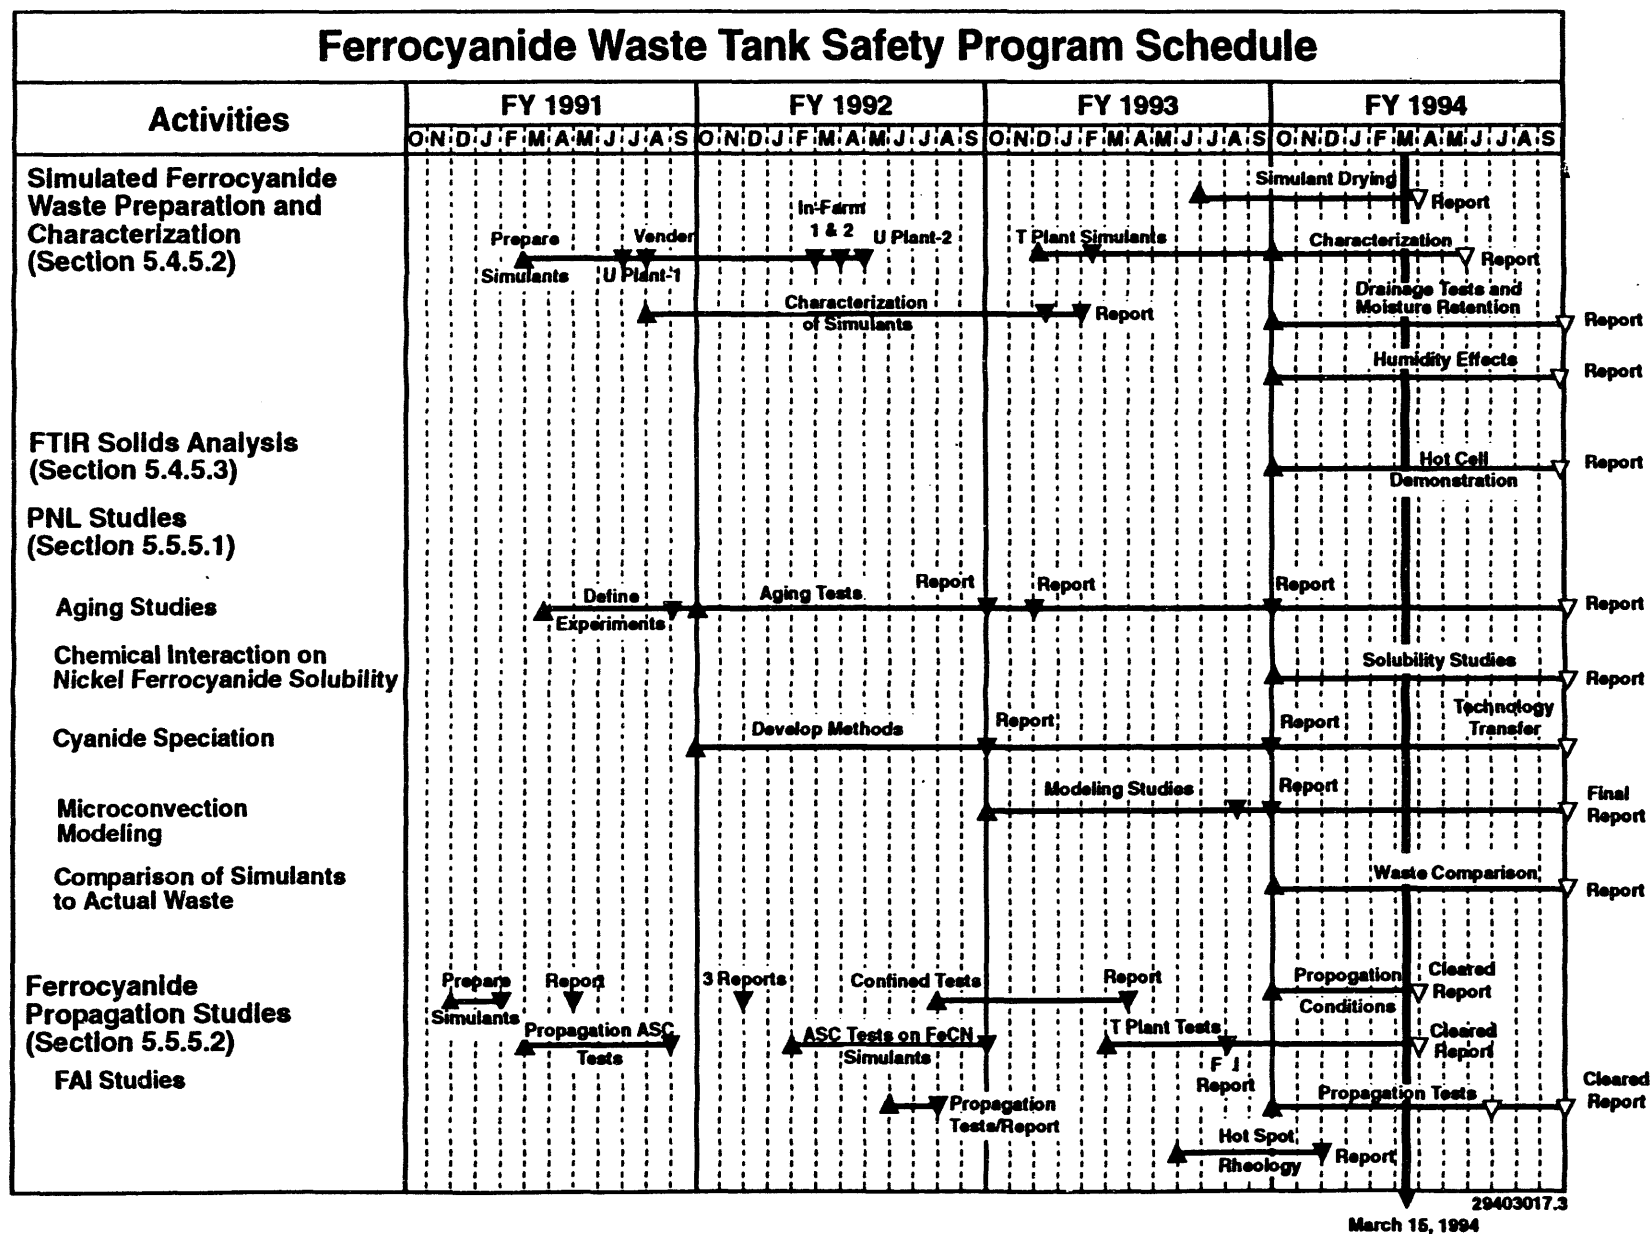 Ferrocyanide Waste Tank Safety Program Schedule
Activities
FY 1991
FY 1992
FY 1993
FY 1994
O N D J F M A M J J A S O N D J F M A M J J A S O N D J F M A M J J A S O N D J F M A M J J A S
Simulated Ferrocyanide
Waste Preparation and
Characterization
(Section 5.4.5.2)
Simulant Drying
Report
In-Farm
1 & 2
Prepare
Simulants
Vender
U Plant-1
U Plant-2
T Plant Simulants
Characterization
Report
Characterization
of Simulants
Report
Drainage Tests and
Moisture Retention
Report
Humidity Effects
Report
FTIR Solids Analysis
(Section 5.4.5.3)
Hot Cell
Demonstration
Report
PNL Studies
(Section 5.5.5.1)
Aging Studies
Define
Experiments
Aging Tests
Report
Report
Report
Report
Chemical Interaction on
Nickel Ferrocyanide Solubility
Solubility Studies
Report
Cyanide Speciation
Develop Methods
Report
Report
Technology
Transfer
Microconvection
Modeling
Modeling Studies
Report
Final
Report
Comparison of Simulants
to Actual Waste
Waste Comparison
Report
Ferrocyanide
Propagation Studies
(Section 5.5.5.2)
Prepare
Simulants
Report
3 Reports
Confined Tests
Report
Propogation
Conditions
Cleared
Report
Propagation ASC
Tests
ASC Tests on FeCN
Simulants
T Plant Tests
Report
Cleared
Report
FAI Studies
Propagation
Tests/Report
Propagation Tests
Cleared
Report
Hot Spot
Rheology
Report
29403017.3
March 15, 1994